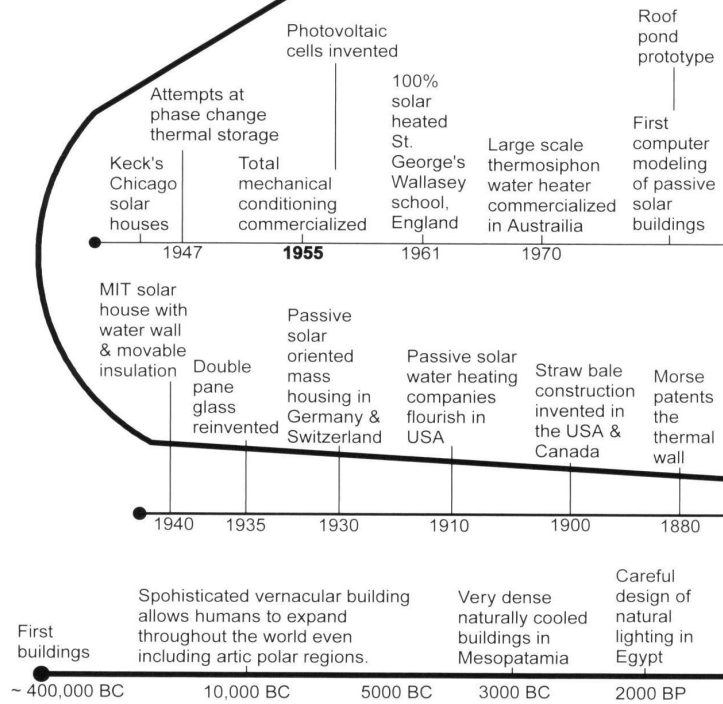 Photovoltaic
cells invented
Roof
pond
prototype
Attempts at
phase change
thermal storage
100%
solar
heated
St.
George's
Wallasey
school,
England
Keck's
Chicago
solar
houses
Total
mechanical
conditioning
commercialized
Large scale
thermosiphon
water heater
commercialized
in Austrailia
First
computer
modeling
of passive
solar
buildings
1947
1955
1961
1970
MIT solar
house with
water wall
& movable
insulation
Double
pane
glass
reinvented
Passive
solar
oriented
mass
housing in
Germany &
Switzerland
Passive solar
water heating
companies
flourish in
USA
Straw bale
construction
invented in
the USA &
Canada
Morse
patents
the
thermal
wall
1940
1935
1930
1910
1900
1880
First
buildings
Spohisticated vernacular building
allows humans to expand
throughout the world even
including artic polar regions.
Very dense
naturally cooled
buildings in
Mesopatamia
Careful
design of
natural
lighting in
Egypt
~ 400,000 BC
10,000 BC
5000 BC
3000 BC
2000 BP